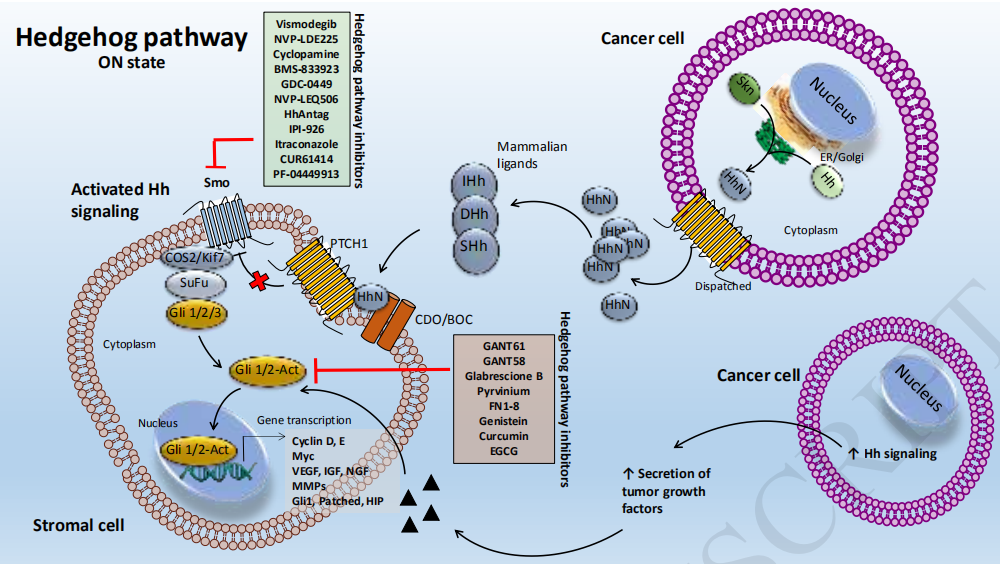 Hedgehog pathway
ON state
Vismodegib
NVP-LDE225
Cyclopamine
BMS-833923
GDC-0449
NVP-LEQ506
HhAntag
IPI-926
Itraconazole
CUR61414
PF-04449913
Hedgehog pathway inhibitors
Cancer cell
Skn
Nucleus
ER/Golgi
HhN
Hh
Cytoplasm
Dispatched
Mammalian
ligands
IHh
DHh
SHh
HhN
HhN
HhN
HhN
HhN
HhN
Activated Hh
signaling
Smo
PTCH1
COS2/Kif7
SuFu
Gli 1/2/3
HhN
CDO/BOC
Cytoplasm
Gli 1/2-Act
Nucleus
Gene transcription
Gli 1/2-Act
Cyclin D, E
Myc
VEGF, IGF, NGF
MMPs
Gli1, Patched, HIP
Stromal cell
GANT61
GANT58
Glabrescione B
Pyrvinium
FN1-8
Genistein
Curcumin
EGCG
Hedgehog pathway inhibitors
Cancer cell
Nucleus
↑ Hh signaling
↑ Secretion of
tumor growth
factors
SCRIPT